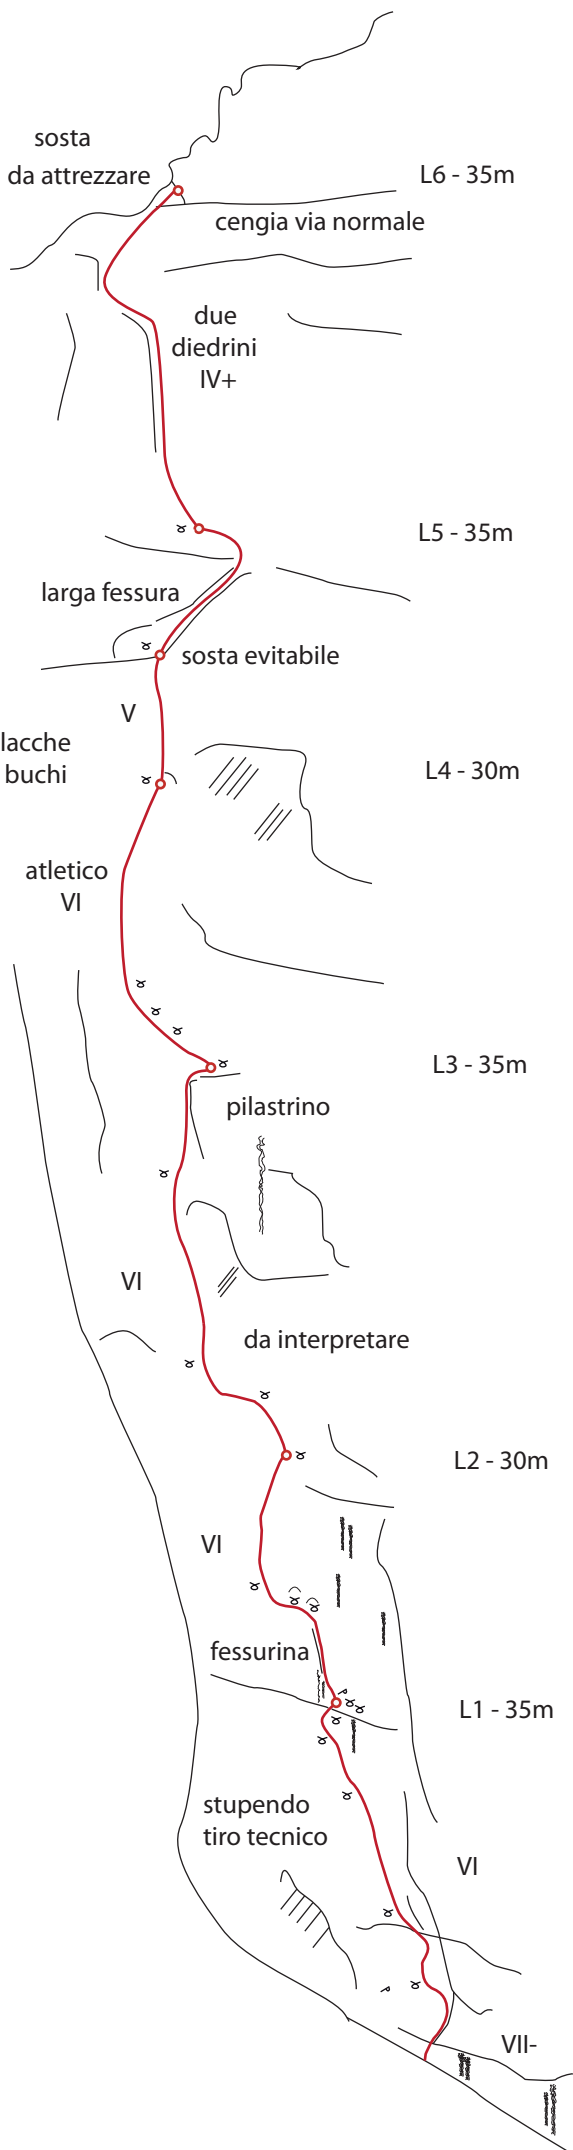 sosta
da attrezzare
L6 - 35m
cengia via normale
due
diedrini
IV+
L5 - 35m
larga fessura
sosta evitabile
V
lacche
buchi
L4 - 30m
atletico
VI
L3 - 35m
pilastrino
VI
da interpretare
L2 - 30m
VI
fessurina
L1 - 35m
stupendo
tiro tecnico
VI
VII-